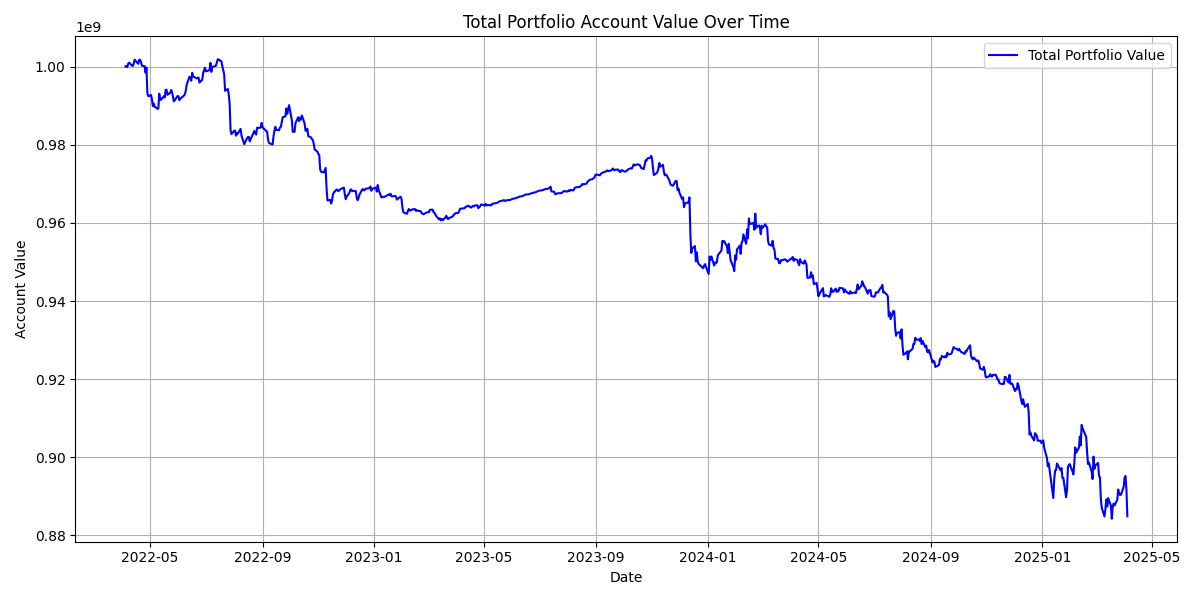 Total Portfolio Account Value Over Time
1e9
Total Portfolio Value
1.00
0.98
0.96
0.94
0.92
0.90
0.88
Account Value
2022-05 2022-09 2023-01 2023-05 2023-09 2024-01 2024-05 2024-09 2025-01 2025-05
Date